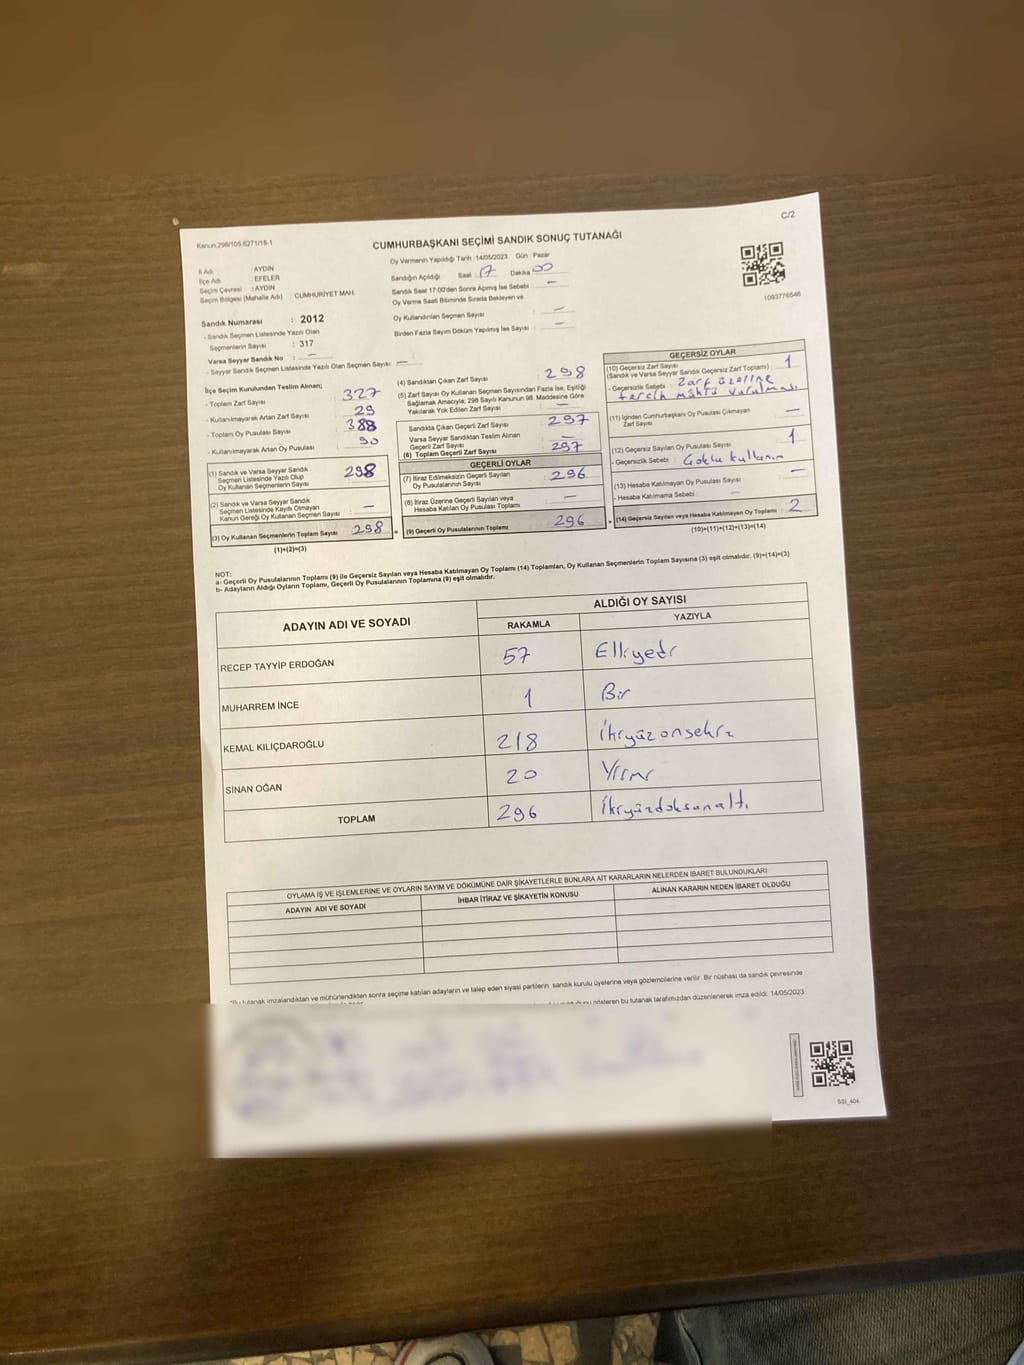 C/2
Kanun:298/105.6271/18-1
CUMHURBAŞKANI SEÇİMİ SANDIK SONUÇ TUTANAĞI
Oy Vermenin Yapıldığı Tarih :14/05/2023 Gün : Pazar
İl Adı : AYDIN
İlçe Adı : EFELER
Seçim Çevresi : AYDIN
Seçim Bölgesi (Mahalle Adı) : CUMHURİYET MAH.
Sandığın Açıldığı Saat : 17 Dakika 00
Sandık Saat 17:00'den Sonra Açılmış İse Sebebi : —
Oy Verme Saati Bitiminde Sırada Bekleyen ve
Oy Kullandırılan Seçmen Sayısı : —
Birden Fazla Sayım Döküm Yapılmış İse Sayısı : —
1093776546
Sandık Numarası : 2012
- Sandık Seçmen Listesinde Yazılı Olan
Seçmenlerin Sayısı : 317
Varsa Seyyar Sandık No : —
- Seyyar Sandık Seçmen Listesinde Yazılı Olan Seçmen Sayısı : —
İlçe Seçim Kurulundan Teslim Alınan;
- Toplam Zarf Sayısı 327
- Kullanılmayarak Artan Zarf Sayısı 29
- Toplam Oy Pusulası Sayısı 388
- Kullanılmayarak Artan Oy Pusulası 90
(1) Sandık ve Varsa Seyyar Sandık
Seçmen Listesinde Yazılı Olup
Oy Kullanan Seçmenlerin Sayısı 298
(2) Sandık ve Varsa Seyyar Sandık
Seçmen Listesinde Kayıtlı Olmayan
Kanun Gereği Oy Kullanan Seçmen Sayısı : —
(3) Oy Kullanan Seçmenlerin Toplam Sayısı 298
(1)+(2)=(3)
(4) Sandıktan Çıkan Zarf Sayısı 298
(5) Zarf Sayısı Oy Kullanan Seçmen Sayısından Fazla İse, Eşitliği
Sağlamak Amacıyla; 298 Sayılı Kanunun 98. Maddesine Göre
Yakılarak Yok Edilen Zarf Sayısı —
Sandıkta Çıkan Geçerli Zarf Sayısı 297
Varsa Seyyar Sandıktan Teslim Alınan
Geçerli Zarf Sayısı —
(6) Toplam Geçerli Zarf Sayısı 297
GEÇERLİ OYLAR
(7) İtiraz Edilmeksizin Geçerli Sayılan
Oy Pusulasının Sayısı 296
(8) İtiraz Üzerine Geçerli Sayılan veya
Hesaba Katılan Oy Pusulası Toplamı —
(9) Geçerli Oy Pusulalarının Toplamı 296
GEÇERSİZ OYLAR
(10) Geçersiz Zarf Sayısı 1
(Sandık ve Varsa Seyyar Sandık Geçersiz Zarf Toplamı) :
- Geçersizlik Sebebi : Zarf üzerine
tercih mührü vurulması
(11) İçinden Cumhurbaşkanı Oy Pusulası Çıkmayan
Zarf Sayısı : —
(12) Geçersiz Sayılan Oy Pusulası Sayısı : 1
- Geçersizlik Sebebi : Çoklu kullanım
(13) Hesaba Katılmayan Oy Pusulası Sayısı : —
- Hesaba Katılmama Sebebi : —
(14) Geçersiz Sayılan veya Hesaba Katılmayan Oy Toplamı : 2
(10)+(11)+(12)+(13)=(14)
NOT:
a- Geçerli Oy Pusulalarının Toplamı (9) ile Geçersiz Sayılan veya Hesaba Katılmayan Oy Toplamı (14) Toplamları, Oy Kullanan Seçmenlerin Toplam Sayısına (3) eşit olmalıdır. (9)+(14)=(3)
b- Adayların Aldığı Oyların Toplamı, Geçerli Oy Pusulalarının Toplamına (9) eşit olmalıdır.
ADAYIN ADI VE SOYADI ALDIĞI OY SAYISI
RAKAMLA YAZIYLA
RECEP TAYYİP ERDOĞAN 57 Elliyedi
MUHARREM İNCE 1 Bir
KEMAL KILIÇDAROĞLU 218 İkiyüzonsekiz
SİNAN OĞAN 20 Yirmi
TOPLAM 296 İkiyüzdoksanaltı
OYLAMA İŞ VE İŞLEMLERİNE VE OYLARIN SAYIM VE DÖKÜMÜNE DAİR ŞİKAYETLERLE BUNLARA AİT KARARLARIN NELERDEN İBARET BULUNDUKLARI
ADAYIN ADI VE SOYADI İHBAR İTİRAZ VE ŞİKAYETİN KONUSU ALINAN KARARIN NEDEN İBARET OLDUĞU
*Bu tutanak imzalandıktan ve mühürlendikten sonra seçime katılan adayların ve talep eden siyasi partilerin sandık kurulu üyelerine veya gözlemcilerine verilir. Bir nüshası da sandık çevresinde
gösteren bu tutanak tarafımızdan düzenlenerek imza edildi. 14/05/2023
SSI_404